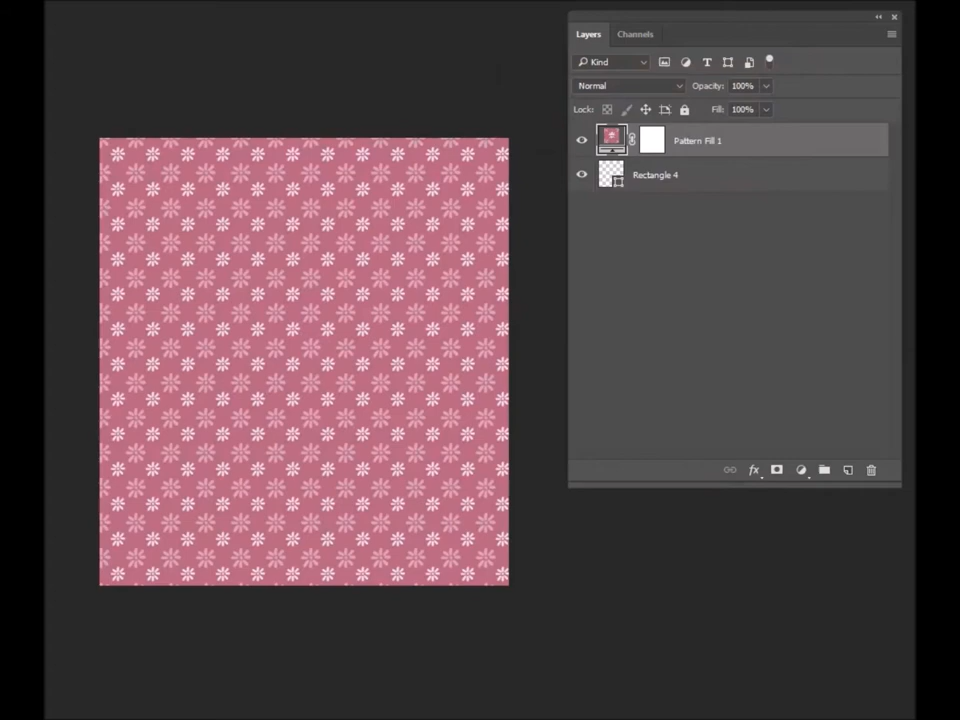 Layers Channels
Kind
Normal Opacity: 100%
Lock: Fill: 100%
Pattern Fill 1
Rectangle 4
fx